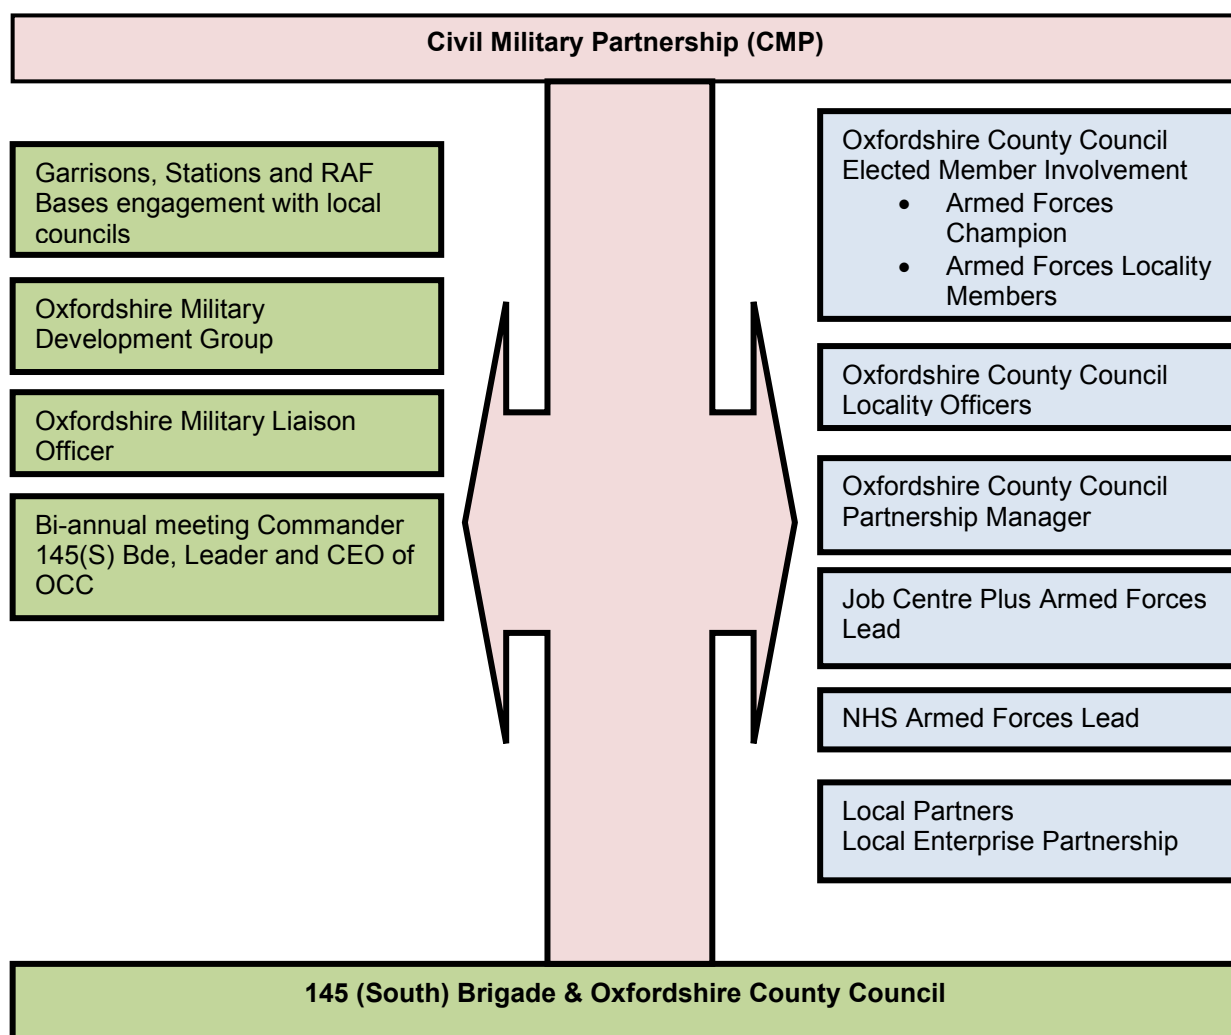 Civil Military Partnership (CMP)
Garrisons, Stations and RAF
Bases engagement with local
councils
Oxfordshire Military
Development Group
Oxfordshire Military Liaison
Officer
Bi-annual meeting Commander
145(S) Bde, Leader and CEO of
OCC
Oxfordshire County Council
Elected Member Involvement
• Armed Forces
Champion
• Armed Forces Locality
Members
Oxfordshire County Council
Locality Officers
Oxfordshire County Council
Partnership Manager
Job Centre Plus Armed Forces
Lead
NHS Armed Forces Lead
Local Partners
Local Enterprise Partnership
145 (South) Brigade & Oxfordshire County Council